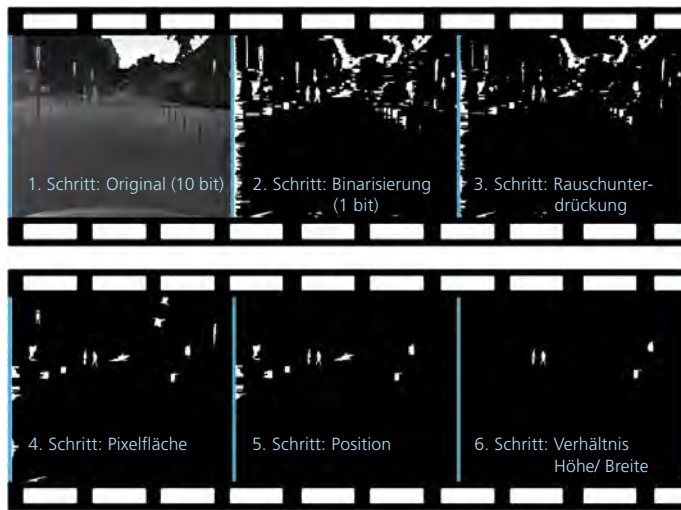 1. Schritt: Original (10 bit)
2. Schritt: Binarisierung
(1 bit)
3. Schritt: Rauschunter-
drückung
4. Schritt: Pixelfläche
5. Schritt: Position
6. Schritt: Verhältnis
Höhe/ Breite